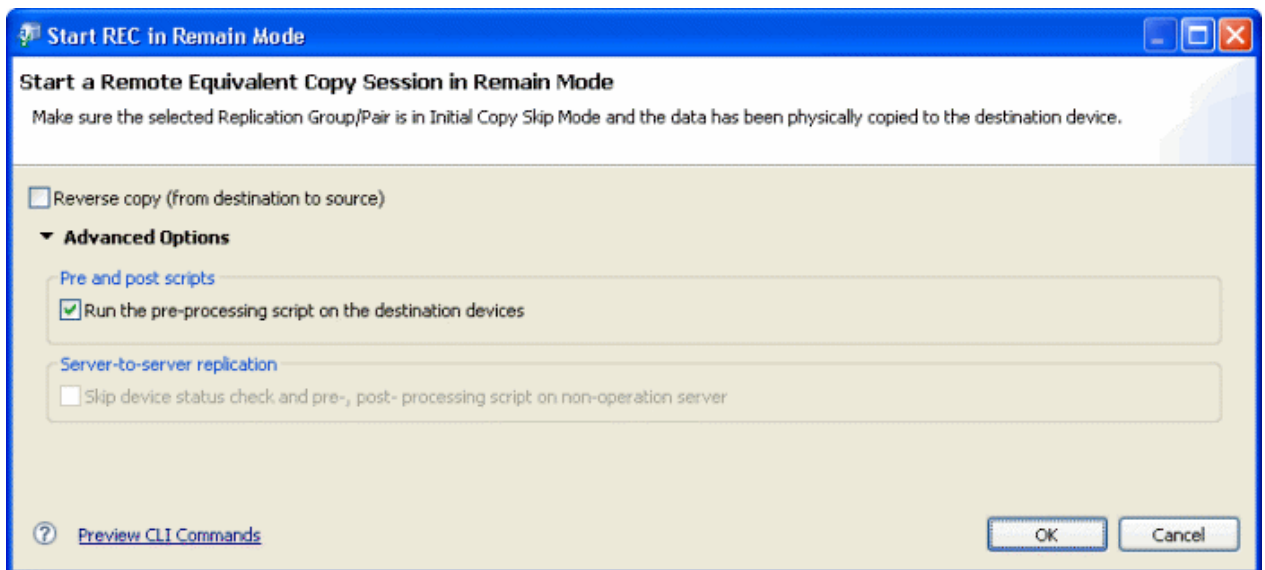 Start REC in Remain Mode
Start a Remote Equivalent Copy Session in Remain Mode
Make sure the selected Replication Group/Pair is in Initial Copy Skip Mode and the data has been physically copied to the destination device.
Reverse copy (from destination to source)
Advanced Options
Pre and post scripts
Run the pre-processing script on the destination devices
Server-to-server replication
Skip device status check and pre-, post- processing script on non-operation server
? Preview CLI Commands OK Cancel